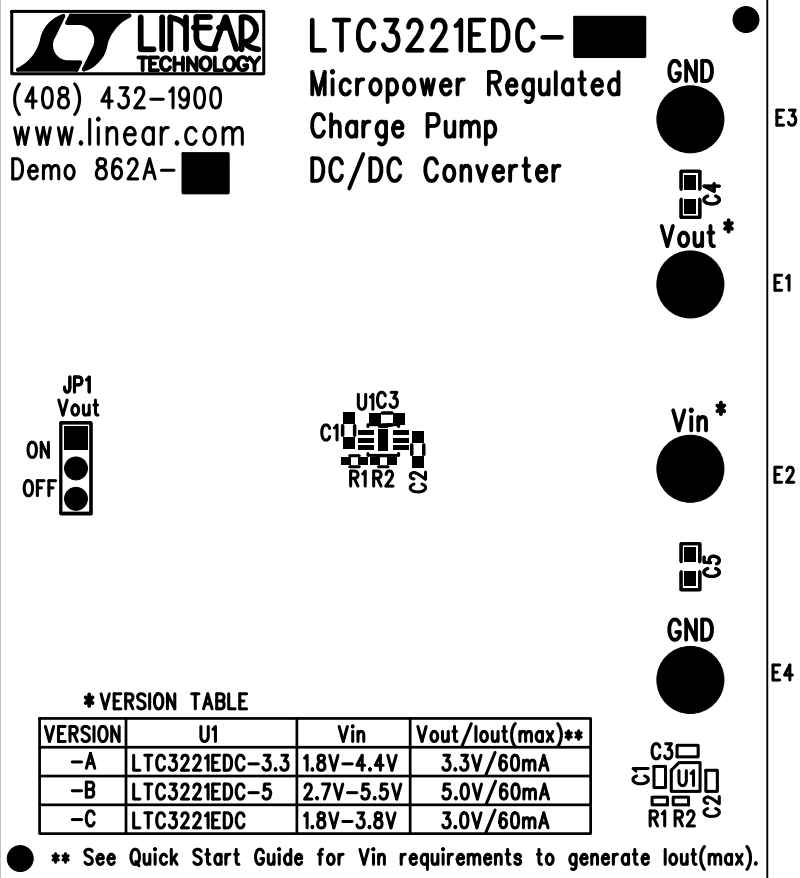 LINEAR
TECHNOLOGY
(408) 432-1900
www.linear.com
Demo 862A-
LTC3221EDC-
Micropower Regulated
Charge Pump
DC/DC Converter
GND
E3
C4
Vout *
E1
JP1
Vout
ON
OFF
U1 C3
C1
R1 R2
C2
Vin *
E2
C5
GND
E4
* VERSION TABLE
VERSION U1 Vin Vout/Iout(max)**
-A LTC3221EDC-3.3 1.8V-4.4V 3.3V/60mA
-B LTC3221EDC-5 2.7V-5.5V 5.0V/60mA
-C LTC3221EDC 1.8V-3.8V 3.0V/60mA
C3
C1
U1
C2
R1 R2
** See Quick Start Guide for Vin requirements to generate Iout(max).